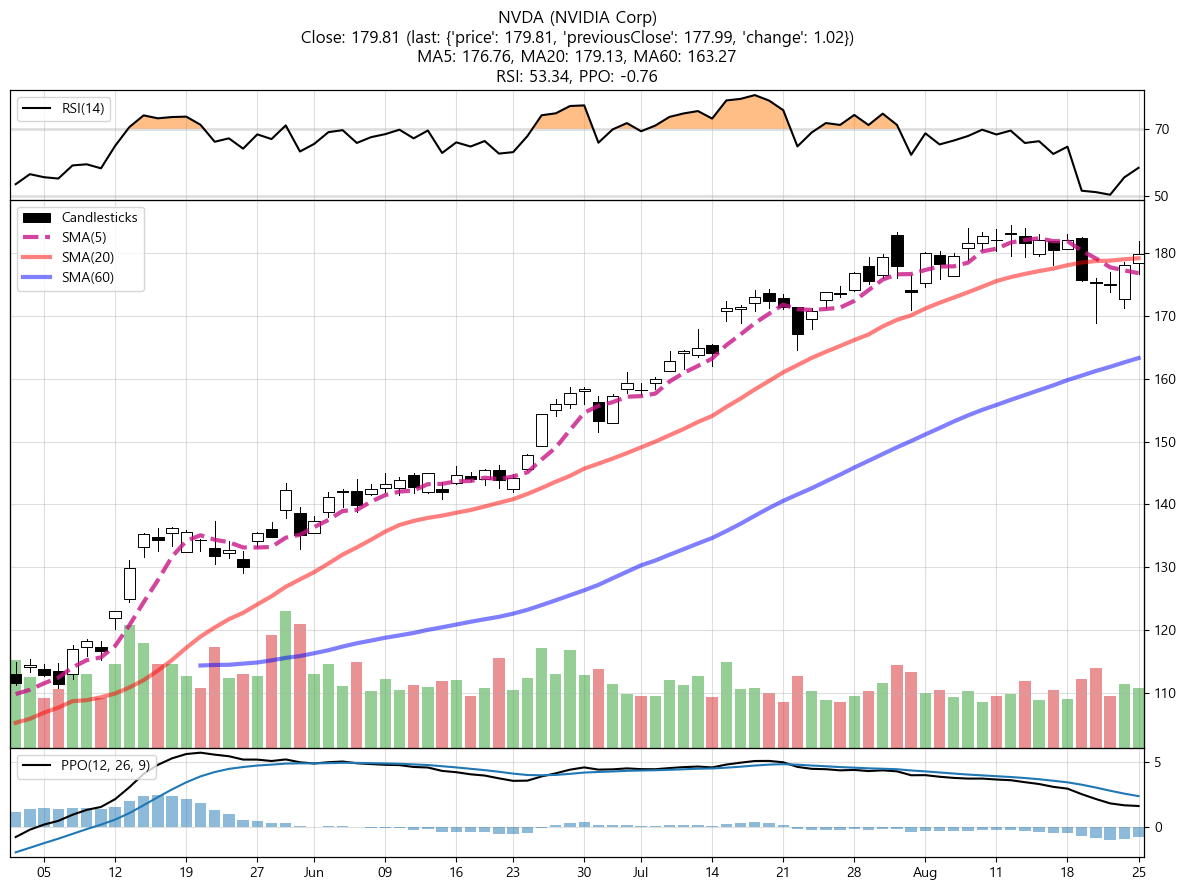 NVDA (NVIDIA Corp)
Close: 179.81 (last: {'price': 179.81, 'previousClose': 177.99, 'change': 1.02})
MA5: 176.76, MA20: 179.13, MA60: 163.27
RSI: 53.34, PPO: -0.76
RSI(14)
70
50
Candlesticks
SMA(5)
SMA(20)
SMA(60)
180
170
160
150
140
130
120
110
PPO(12, 26, 9)
5
0
05 12 19 27 Jun 09 16 23 Jul 14 21 28 Aug 11 18 25